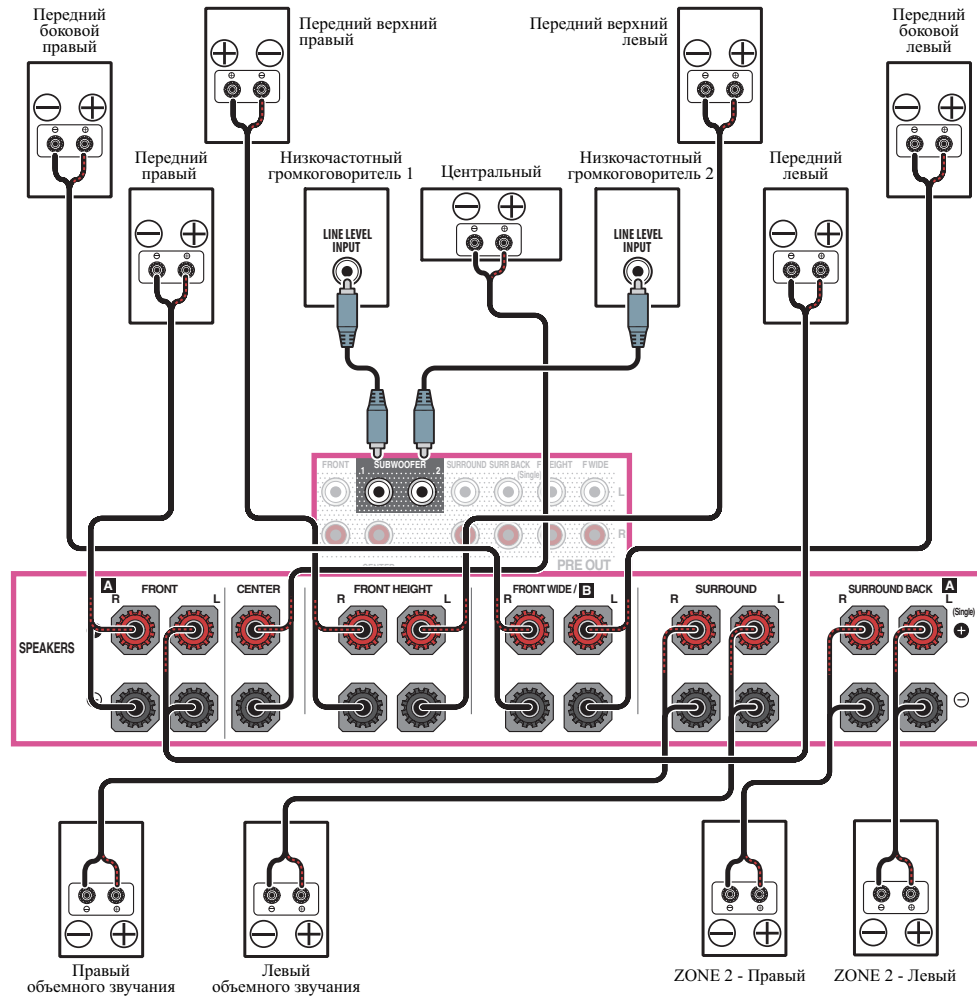 Передний
боковой
правый
Передний верхний
правый
Передний верхний
левый
Передний
боковой
левый
Передний
правый
Низкочастотный
громкоговоритель 1
Центральный
Низкочастотный
громкоговоритель 2
Передний
левый
LINE LEVEL
INPUT
LINE LEVEL
INPUT
FRONT
1 SUBWOOFER 2
SURROUND
SURR BACK
(Single)
F WIDE
L
R
PRE OUT
A FRONT
R L
CENTER
FRONT HEIGHT
R L
FRONT WIDE / B
R L
SURROUND
R L
SURROUND BACK A
R L
(Single)
SPEAKERS
Правый
объемного звучания
Левый
объемного звучания
ZONE 2 - Правый
ZONE 2 - Левый